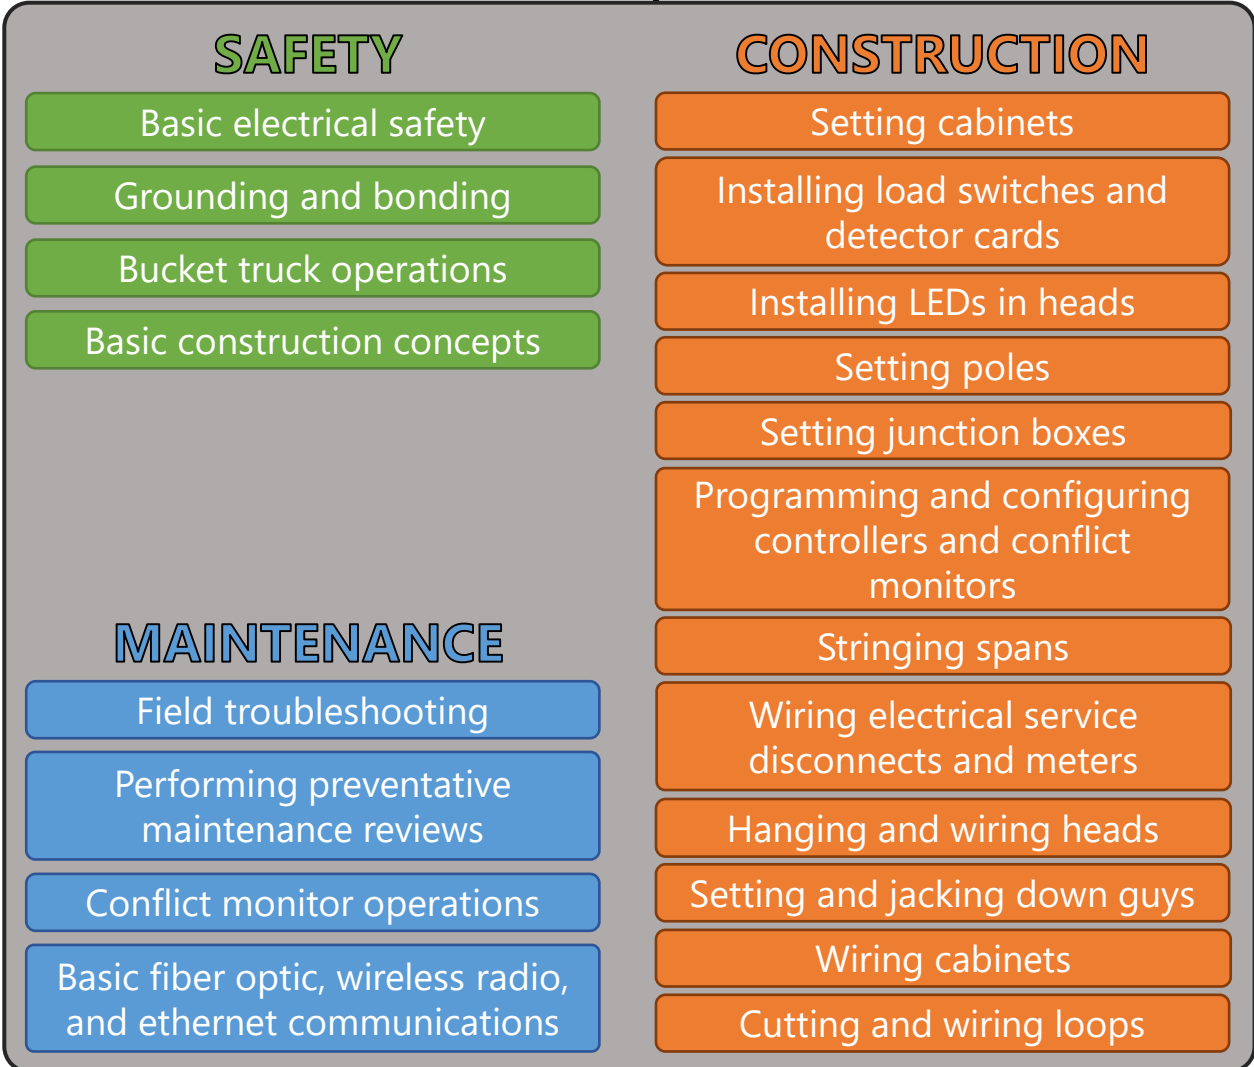 SAFETY
Basic electrical safety
Grounding and bonding
Bucket truck operations
Basic construction concepts
MAINTENANCE
Field troubleshooting
Performing preventative
maintenance reviews
Conflict monitor operations
Basic fiber optic, wireless radio,
and ethernet communications
CONSTRUCTION
Setting cabinets
Installing load switches and
detector cards
Installing LEDs in heads
Setting poles
Setting junction boxes
Programming and configuring
controllers and conflict
monitors
Stringing spans
Wiring electrical service
disconnects and meters
Hanging and wiring heads
Setting and jacking down guys
Wiring cabinets
Cutting and wiring loops